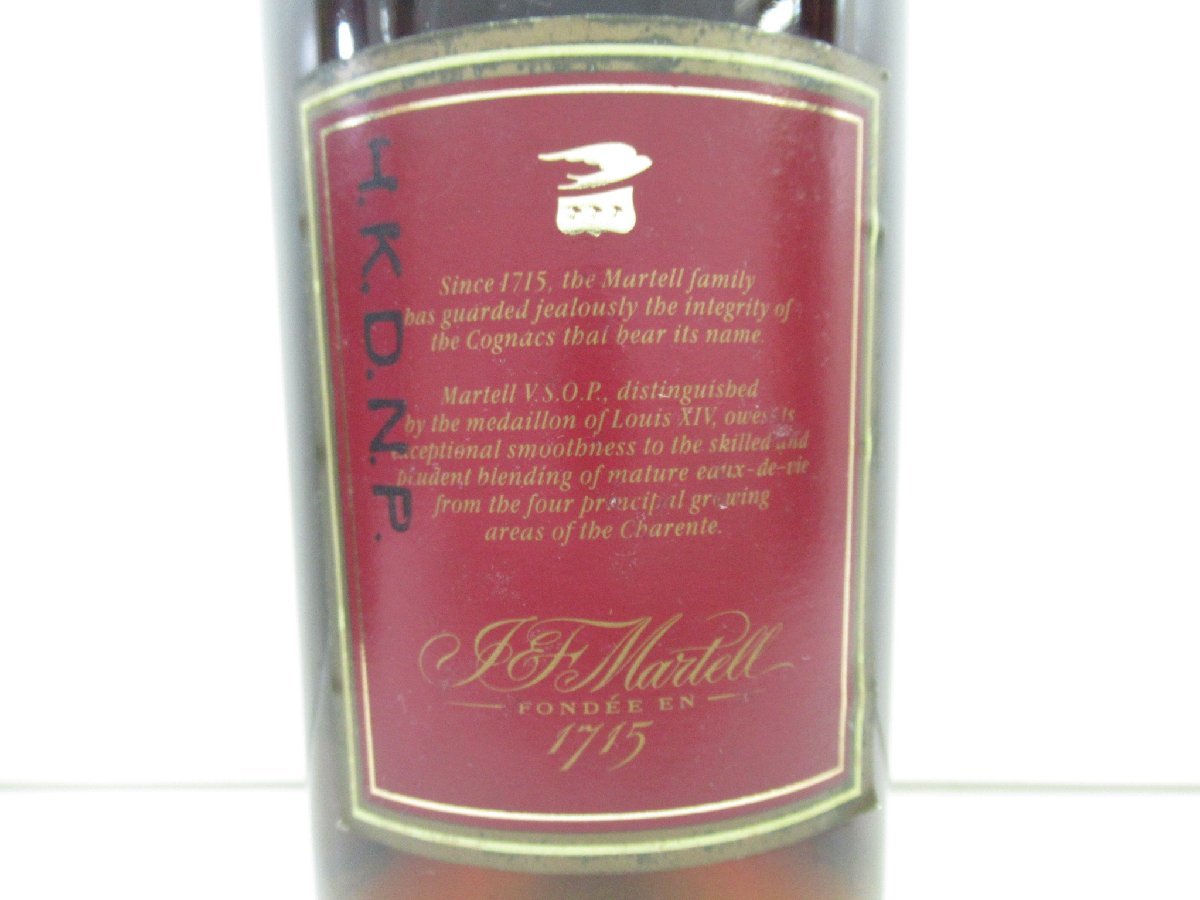 H.K.D.N.P.
Since 1715, the Martell family
has guarded jealously the integrity of
the Cognacs that bear its name.
Martell V.S.O.P., distinguished
by the medaillon of Louis XIV, owes its
exceptional smoothness to the skilled and
prudent blending of mature eaux-de-vie
from the four principal growing
areas of the Charente.
J&F Martell
FONDÉE EN
1715